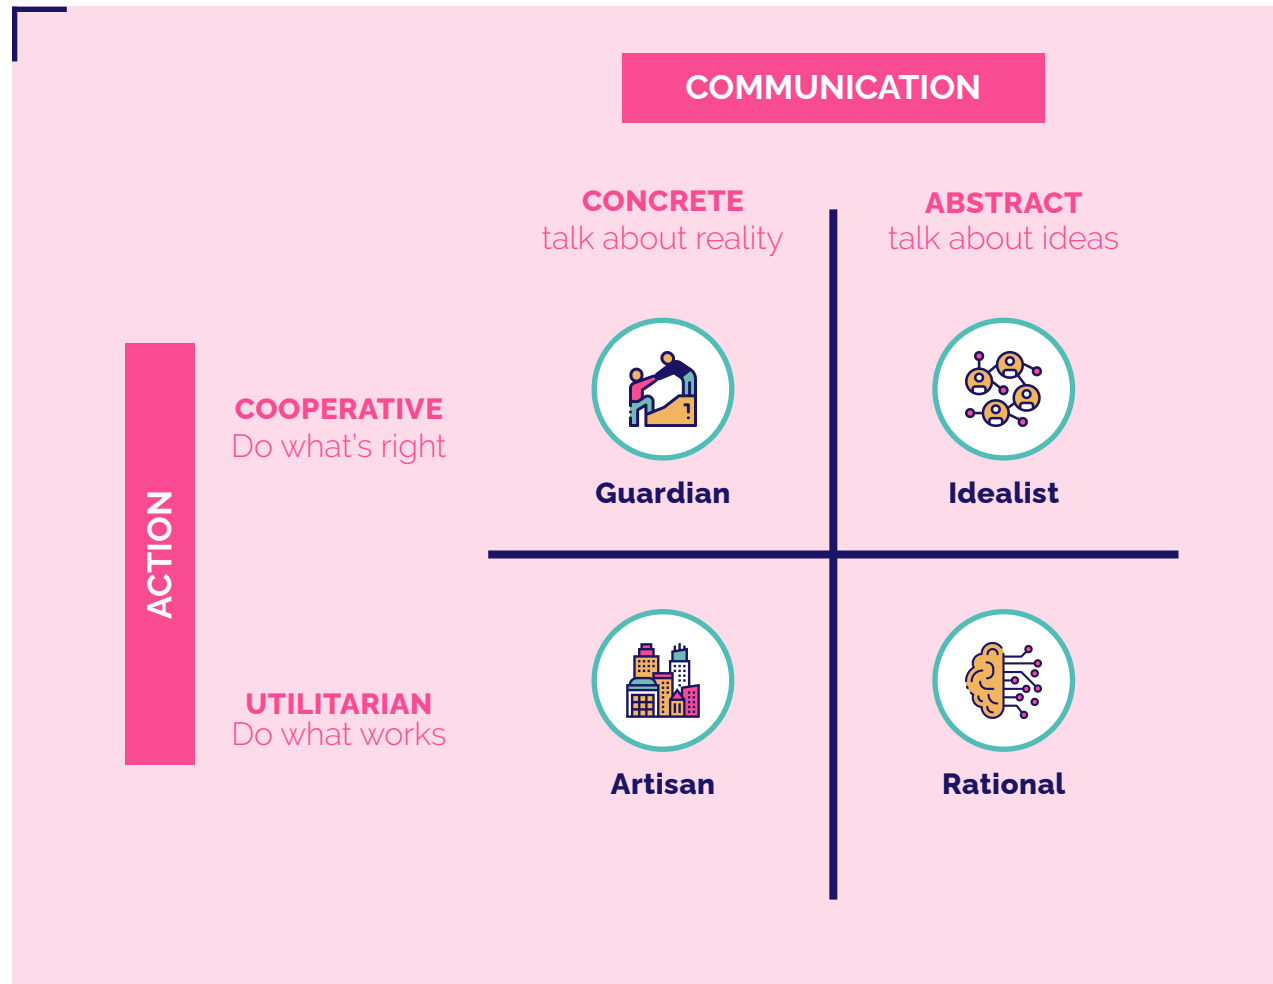 COMMUNICATION
CONCRETE
talk about reality
ABSTRACT
talk about ideas
ACTION
COOPERATIVE
Do what's right
Guardian
Idealist
UTILITARIAN
Do what works
Artisan
Rational